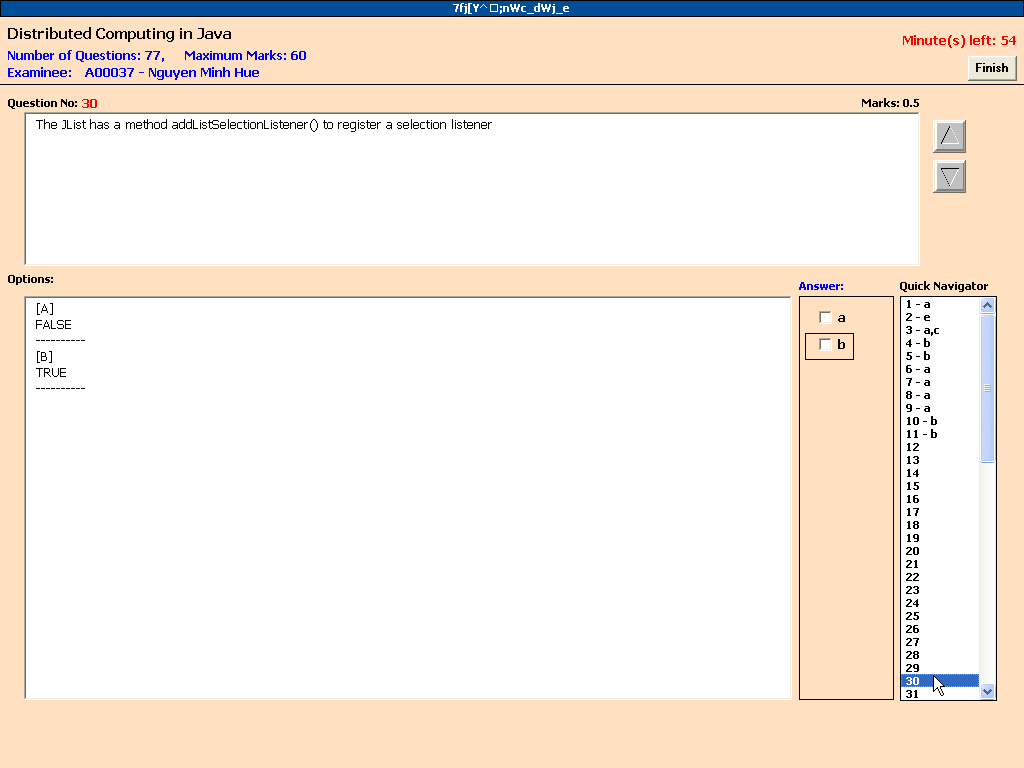 7fj[Y^ □;nWc_dWj_e
Distributed Computing in Java
Number of Questions: 77, Maximum Marks: 60
Minute(s) left: 54
Examinee: A00037 - Nguyen Minh Hue
Finish
Question No: 30
Marks: 0.5
The JList has a method addListSelectionListener() to register a selection listener
Options:
Answer:
Quick Navigator
[A]
FALSE
----------
[B]
TRUE
----------
a
b
1 - a
2 - e
3 - a,c
4 - b
5 - b
6 - a
7 - a
8 - a
9 - a
10 - b
11 - b
12
13
14
15
16
17
18
19
20
21
22
23
24
25
26
27
28
29
30
31